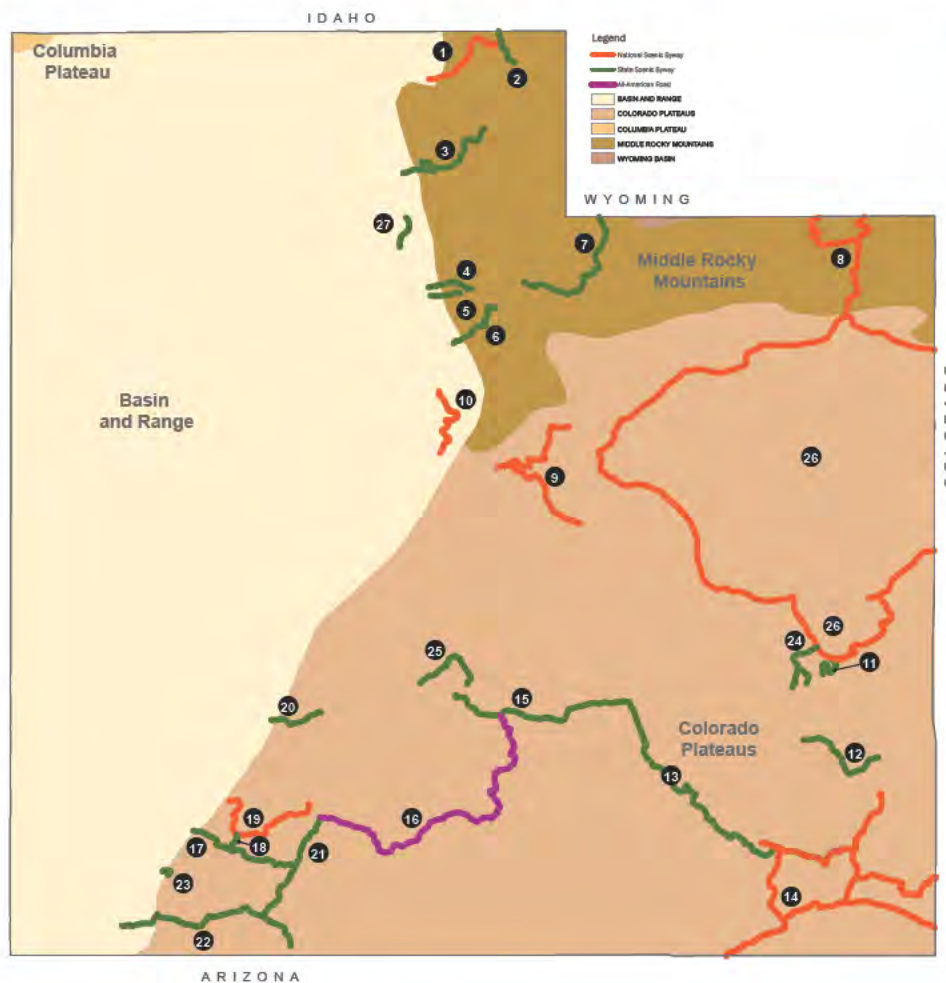 IDAHO
Columbia
Plateau
Legend
National Scenic Byway
State Scenic Byway
All-American Road
BASIN AND RANGE
COLORADO PLATEAUS
COLUMBIA PLATEAU
MIDDLE ROCKY MOUNTAINS
WYOMING BASIN
1
2
3
WYOMING
27
7
4
8
Middle Rocky
Mountains
5
6
Basin
and Range
10
26
9
24
26
11
25
20
15
Colorado
Plateaus
12
13
16
19
17
18
21
23
14
22
ARIZONA